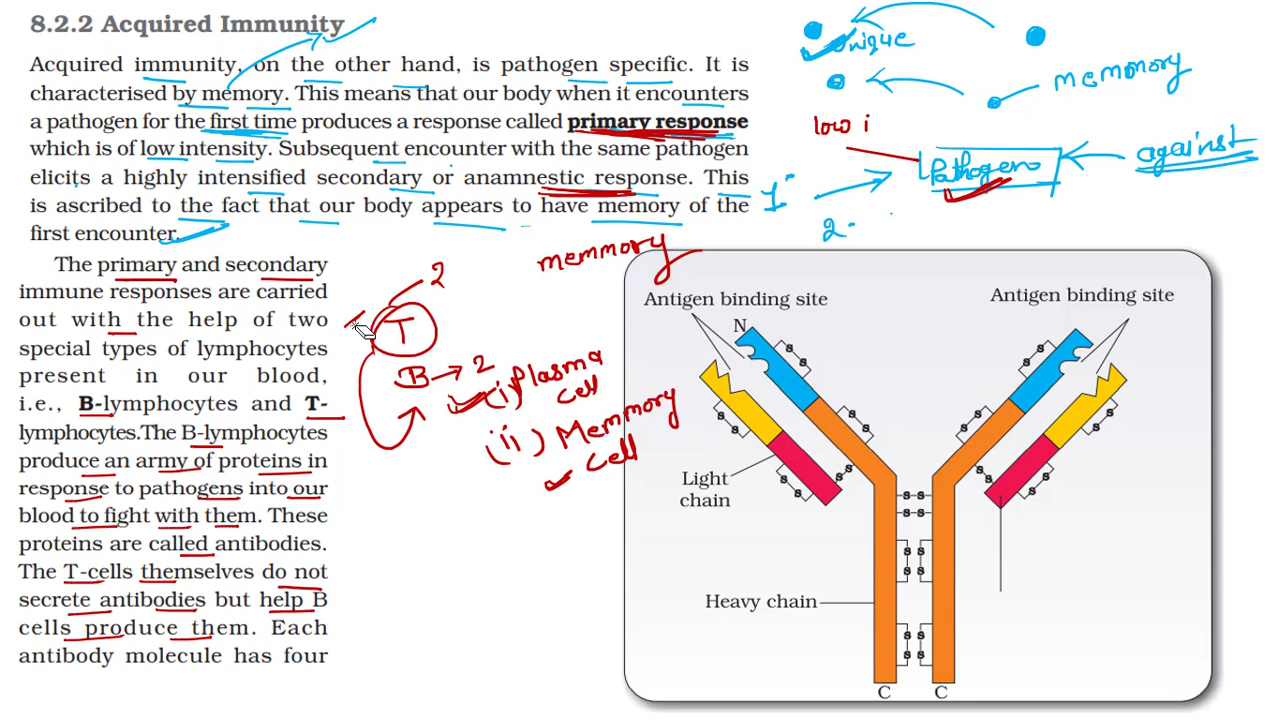 8.2.2 Acquired Immunity
Acquired immunity, on the other hand, is pathogen specific. It is
characterised by memory. This means that our body when it encounters
a pathogen for the first time produces a response called primary response
which is of low intensity. Subsequent encounter with the same pathogen
elicits a highly intensified secondary or anamnestic response. This
is ascribed to the fact that our body appears to have memory of the
first encounter.
The primary and secondary
immune responses are carried
out with the help of two
special types of lymphocytes
present in our blood,
i.e., B-lymphocytes and T-
lymphocytes.The B-lymphocytes
produce an army of proteins in
response to pathogens into our
blood to fight with them. These
proteins are called antibodies.
The T-cells themselves do not
secrete antibodies but help B
cells produce them. Each
antibody molecule has four
unique
memmory
low i
Pathogen
against
1°
2°
memmory
2
T
B → 2
(i) Plasma
cell
(ii) Memmory
cell
Antigen binding site
Antigen binding site
N
s s
s s
s s
s s
s s
s s
s s
s s
Light
chain
s s
s s
s s
s s
s s
s s
Heavy chain
C C